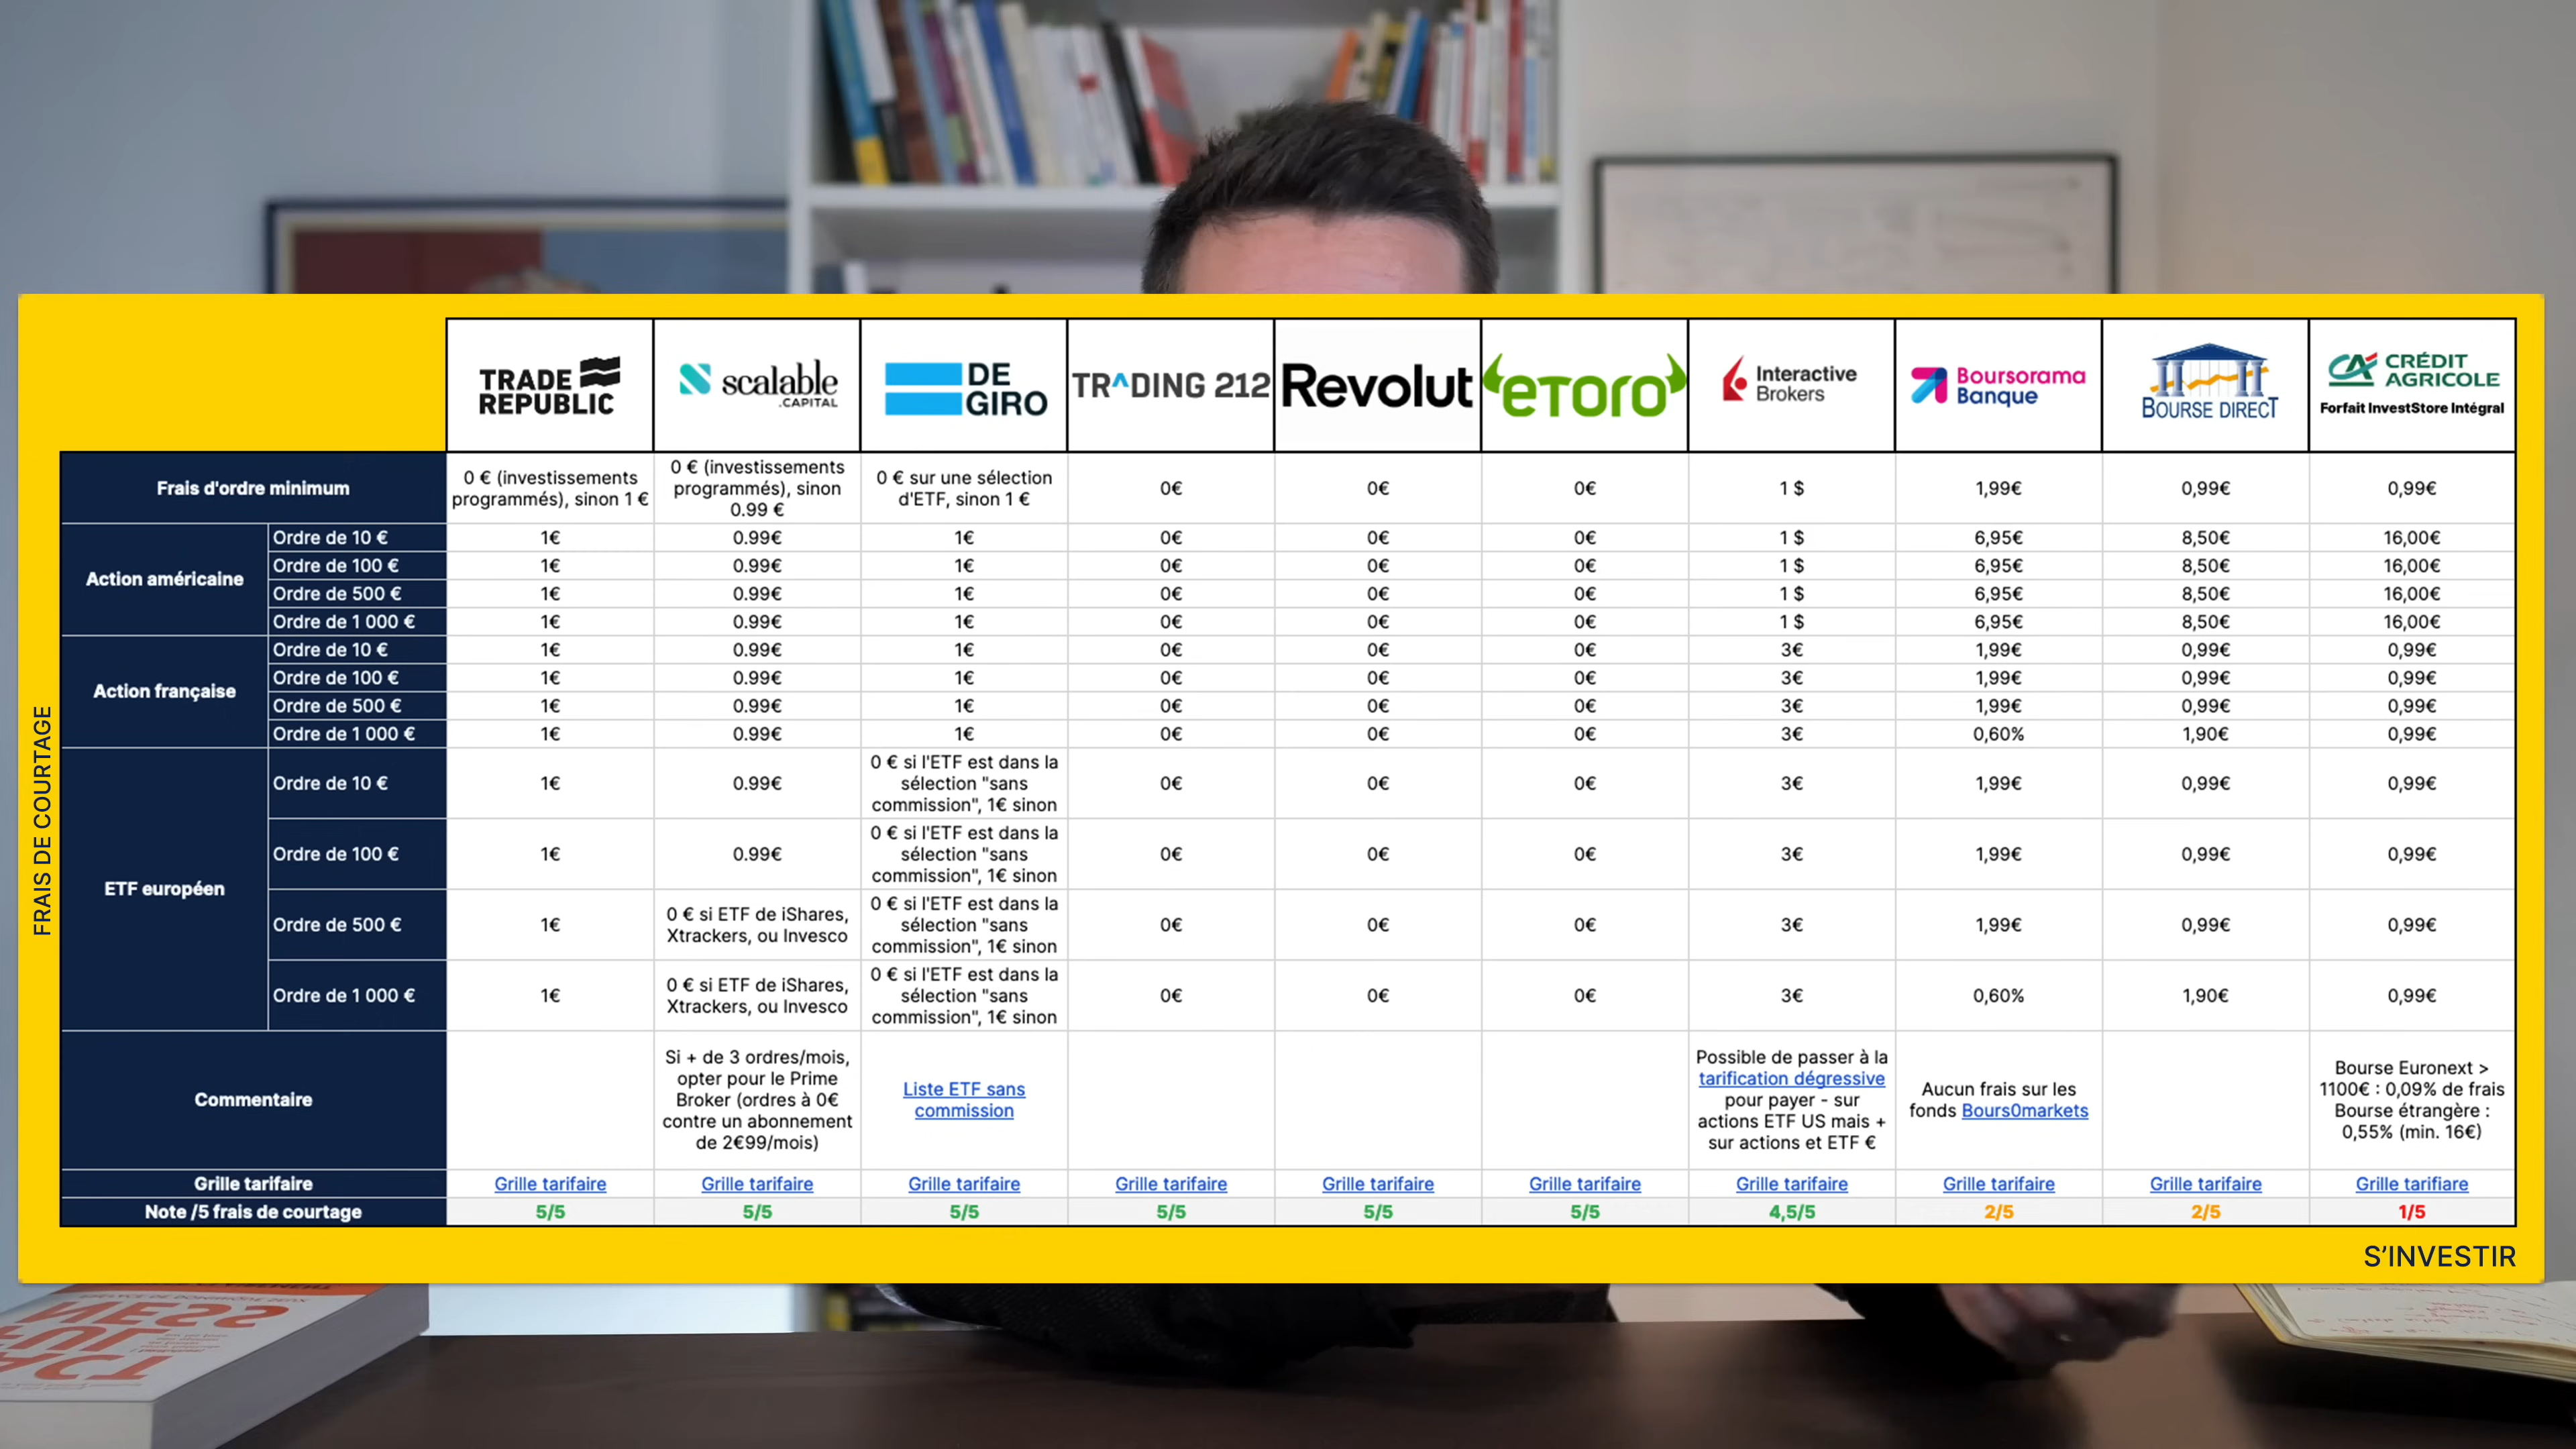 TRADE REPUBLIC
scalable .CAPITAL
DE GIRO
TR^DING 212
Revolut
eToro
Interactive Brokers
Boursorama Banque
BOURSE DIRECT
CRÉDIT AGRICOLE Forfait InvestStore Intégral
FRAIS DE COURTAGE
Frais d'ordre minimum
0 € (investissements programmés), sinon 1 €
0 € (investissements programmés), sinon 0.99 €
0 € sur une sélection d'ETF, sinon 1 €
0€ 0€ 0€ 1 $ 1,99€ 0,99€ 0,99€
Action américaine
Ordre de 10 € 1€ 0.99€ 1€ 0€ 0€ 0€ 1 $ 6,95€ 8,50€ 16,00€
Ordre de 100 € 1€ 0.99€ 1€ 0€ 0€ 0€ 1 $ 6,95€ 8,50€ 16,00€
Ordre de 500 € 1€ 0.99€ 1€ 0€ 0€ 0€ 1 $ 6,95€ 8,50€ 16,00€
Ordre de 1 000 € 1€ 0.99€ 1€ 0€ 0€ 0€ 1 $ 6,95€ 8,50€ 16,00€
Action française
Ordre de 10 € 1€ 0.99€ 1€ 0€ 0€ 0€ 3€ 1,99€ 0,99€ 0,99€
Ordre de 100 € 1€ 0.99€ 1€ 0€ 0€ 0€ 3€ 1,99€ 0,99€ 0,99€
Ordre de 500 € 1€ 0.99€ 1€ 0€ 0€ 0€ 3€ 1,99€ 0,99€ 0,99€
Ordre de 1 000 € 1€ 0.99€ 1€ 0€ 0€ 0€ 3€ 0,60% 1,90€ 0,99€
ETF européen
Ordre de 10 € 1€ 0.99€ 0 € si l'ETF est dans la sélection "sans commission", 1€ sinon 0€ 0€ 0€ 3€ 1,99€ 0,99€ 0,99€
Ordre de 100 € 1€ 0.99€ 0 € si l'ETF est dans la sélection "sans commission", 1€ sinon 0€ 0€ 0€ 3€ 1,99€ 0,99€ 0,99€
Ordre de 500 € 1€ 0 € si ETF de iShares, Xtrackers, ou Invesco 0 € si l'ETF est dans la sélection "sans commission", 1€ sinon 0€ 0€ 0€ 3€ 1,99€ 0,99€ 0,99€
Ordre de 1 000 € 1€ 0 € si ETF de iShares, Xtrackers, ou Invesco 0 € si l'ETF est dans la sélection "sans commission", 1€ sinon 0€ 0€ 0€ 3€ 0,60% 1,90€ 0,99€
Commentaire
Si + de 3 ordres/mois,
opter pour le Prime
Broker (ordres à 0€
contre un abonnement
de 2€99/mois)
Liste ETF sans
commission
Possible de passer à la
tarification dégressive
pour payer - sur
actions ETF US mais +
sur actions et ETF €
Aucun frais sur les
fonds Bours0markets
Bourse Euronext >
1100€ : 0,09% de frais
Bourse étrangère :
0,55% (min. 16€)
Grille tarifaire Grille tarifaire Grille tarifaire Grille tarifaire Grille tarifaire Grille tarifaire Grille tarifaire Grille tarifaire Grille tarifaire Grille tarifaire Grille tarifiare
Note /5 frais de courtage 5/5 5/5 5/5 5/5 5/5 5/5 4,5/5 2/5 2/5 1/5
S'INVESTIR